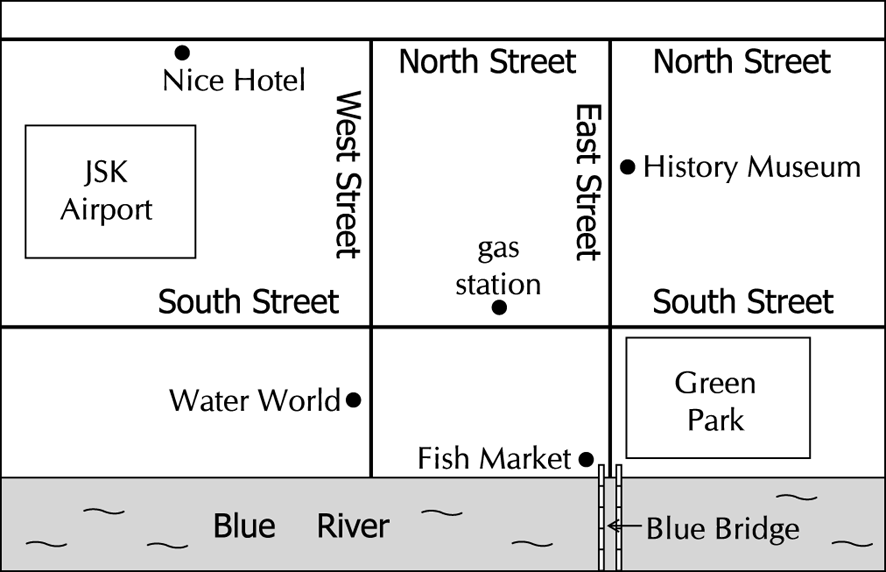 North Street
North Street
Nice Hotel
West Street
East Street
JSK
Airport
History Museum
gas
station
South Street
South Street
Water World
Green
Park
Fish Market
Blue River
Blue Bridge